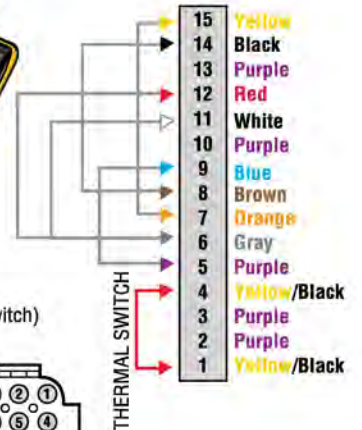 15 Yellow
14 Black
13 Purple
12 Red
11 White
10 Purple
9 Blue
8 Brown
7 Orange
6 Gray
5 Purple
4 Yellow/Black
3 Purple
2 Purple
1 Yellow/Black
THERMAL SWITCH
itch)
2 1
5 4